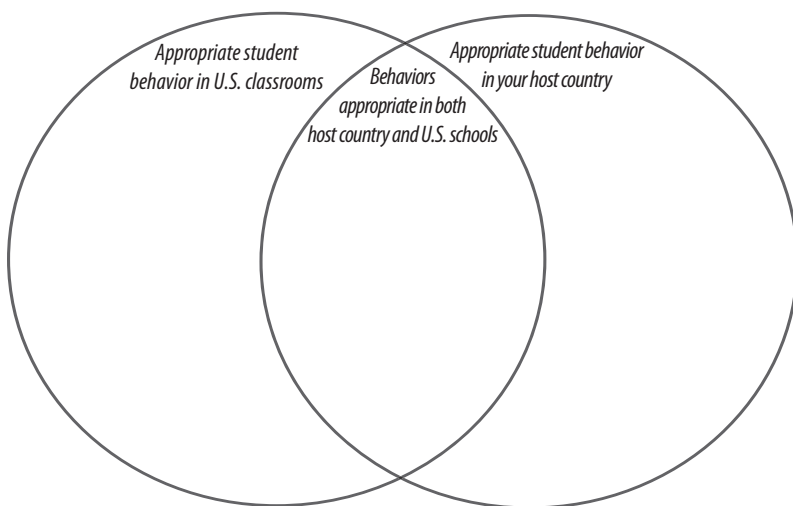 Appropriate student
behavior in U.S. classrooms
Behaviors
appropriate in both
host country and U.S. schools
Appropriate student behavior
in your host country